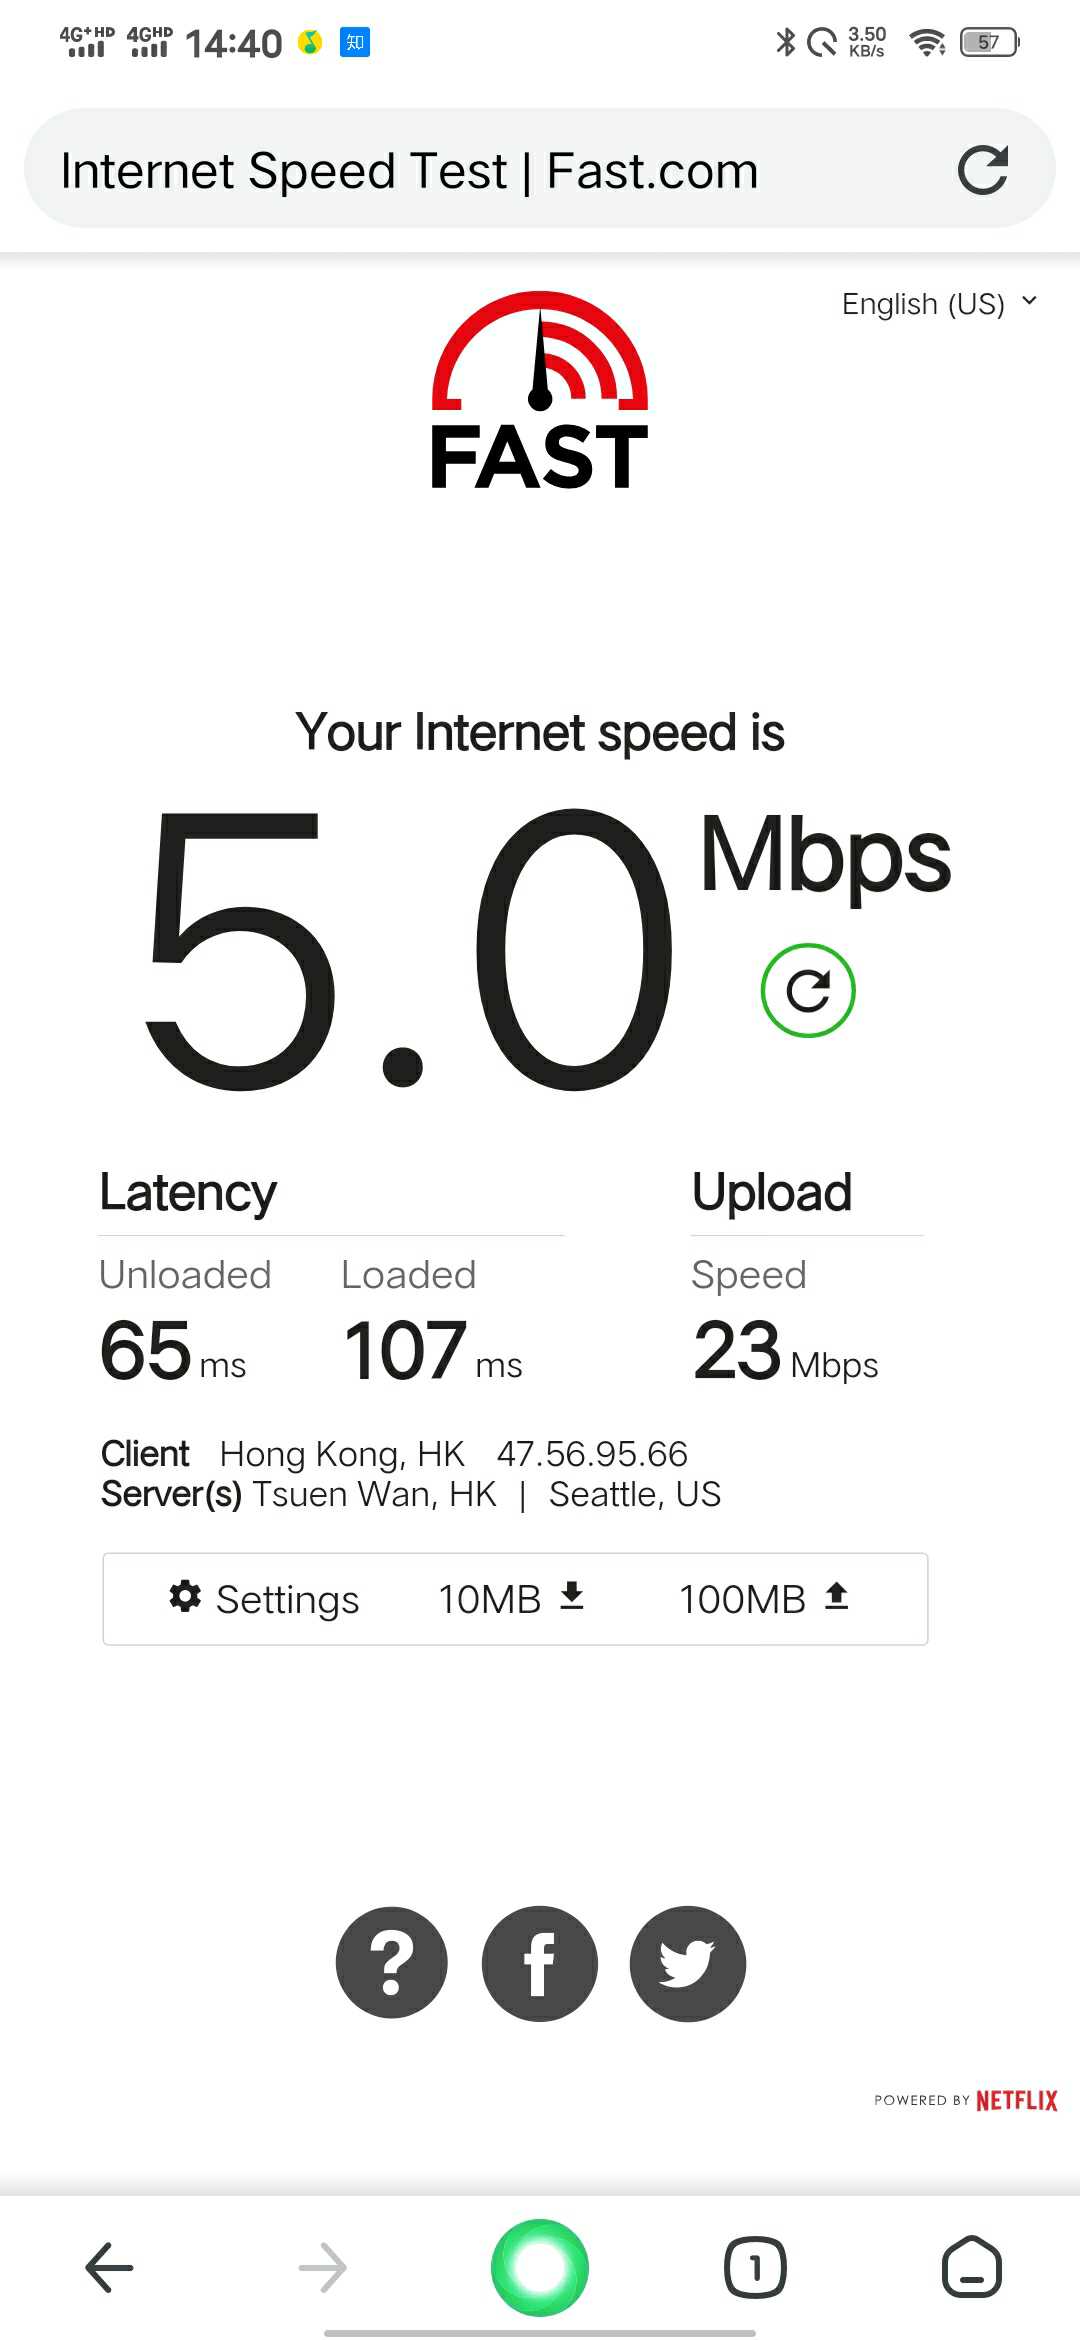 4G+ HD 4GHD 14:40 知 3.50 KB/s 57
Internet Speed Test | Fast.com
English (US)
FAST
Your Internet speed is
5.0 Mbps
Latency Upload
Unloaded Loaded Speed
65 ms 107 ms 23 Mbps
Client Hong Kong, HK 47.56.95.66
Server(s) Tsuen Wan, HK | Seattle, US
Settings 10MB 100MB
?
f
POWERED BY NETFLIX
1